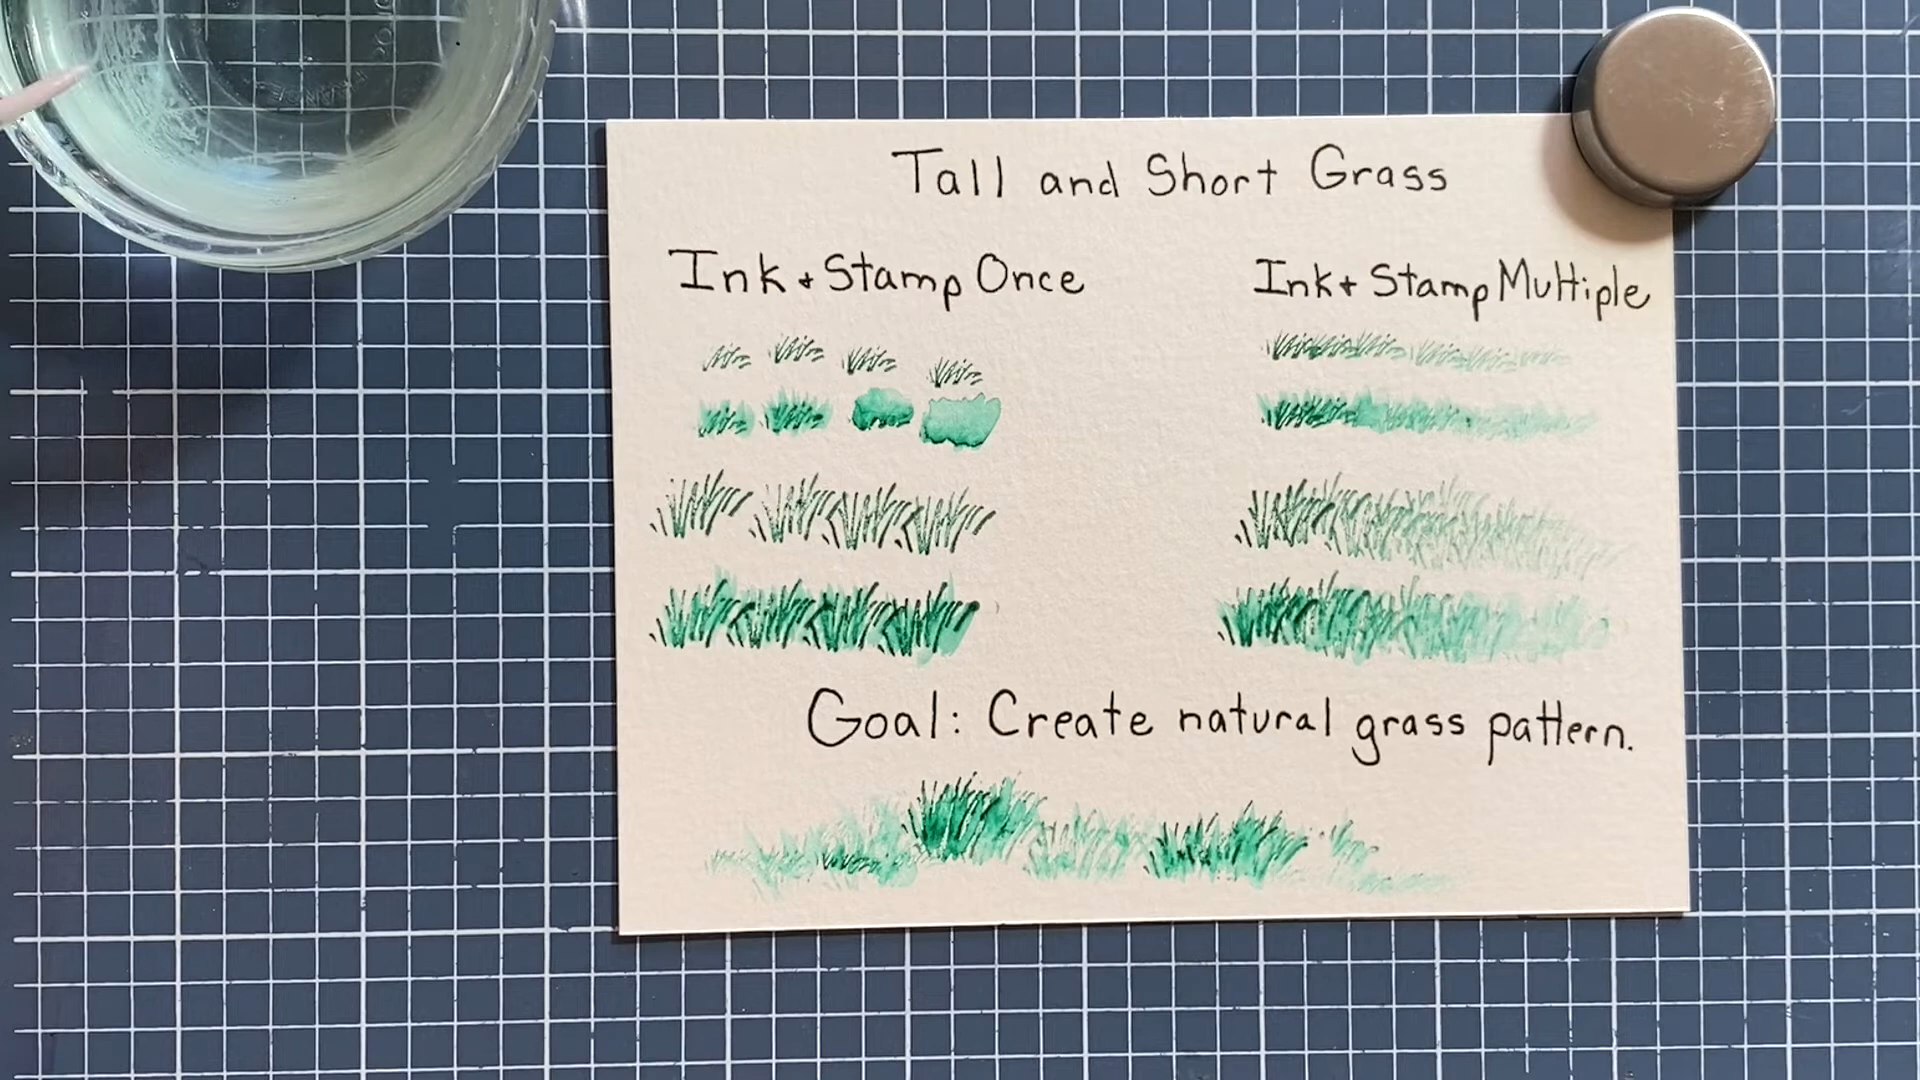 Tall and Short Grass
Ink + Stamp Once
Ink + Stamp Multiple
Goal: Create natural grass pattern.